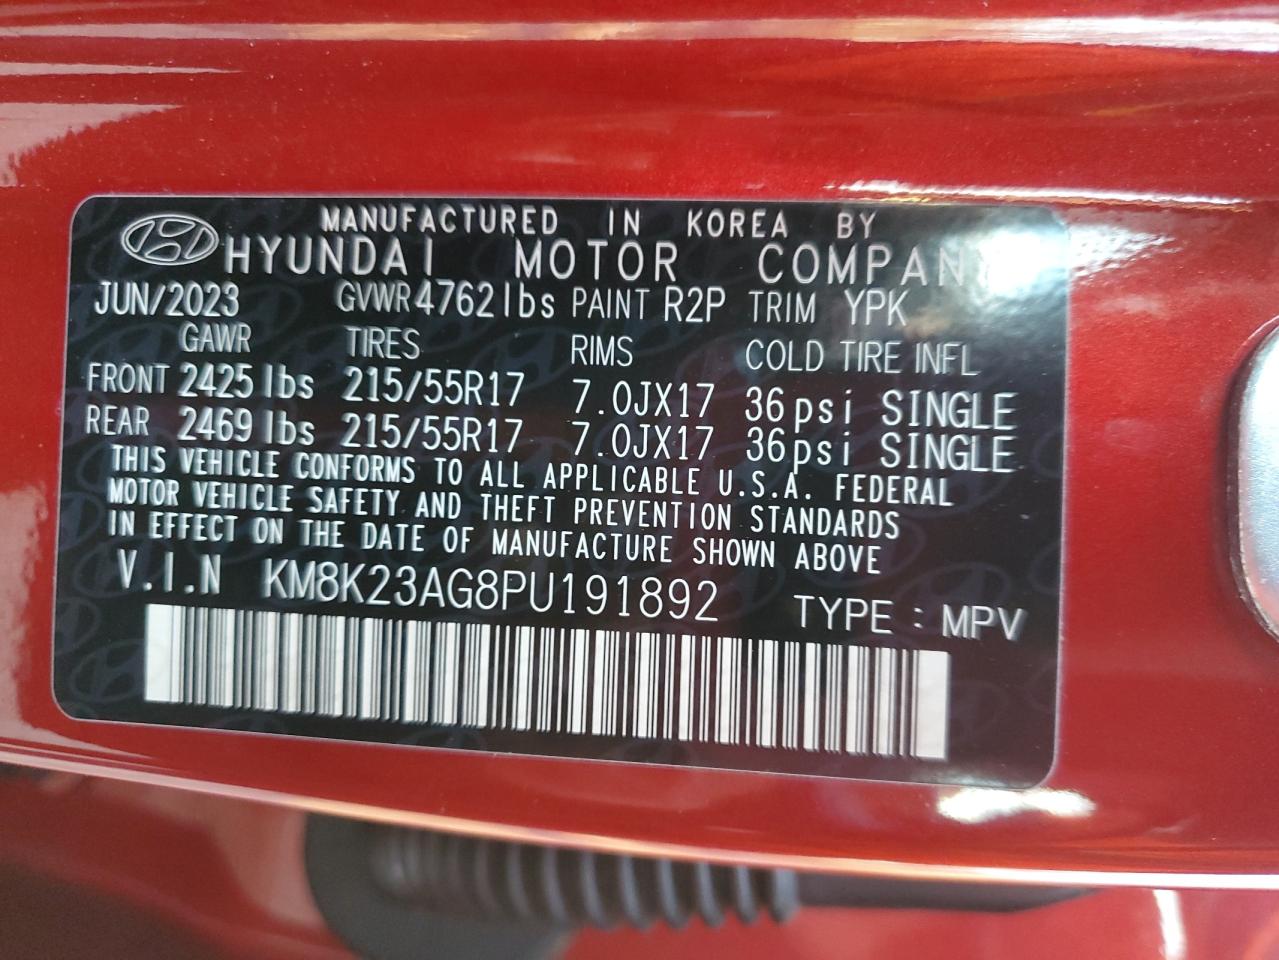 MANUFACTURED IN KOREA BY
HYUNDAI MOTOR COMPANY
JUN/2023 GVWR 4762 lbs PAINT R2P TRIM YPK
GAWR TIRES RIMS COLD TIRE INFL
FRONT 2425 lbs 215/55R17 7.0JX17 36psi SINGLE
REAR 2469 lbs 215/55R17 7.0JX17 36psi SINGLE
THIS VEHICLE CONFORMS TO ALL APPLICABLE U.S.A. FEDERAL
MOTOR VEHICLE SAFETY AND THEFT PREVENTION STANDARDS
IN EFFECT ON THE DATE OF MANUFACTURE SHOWN ABOVE
V.I.N KM8K23AG8PU191892 TYPE : MPV